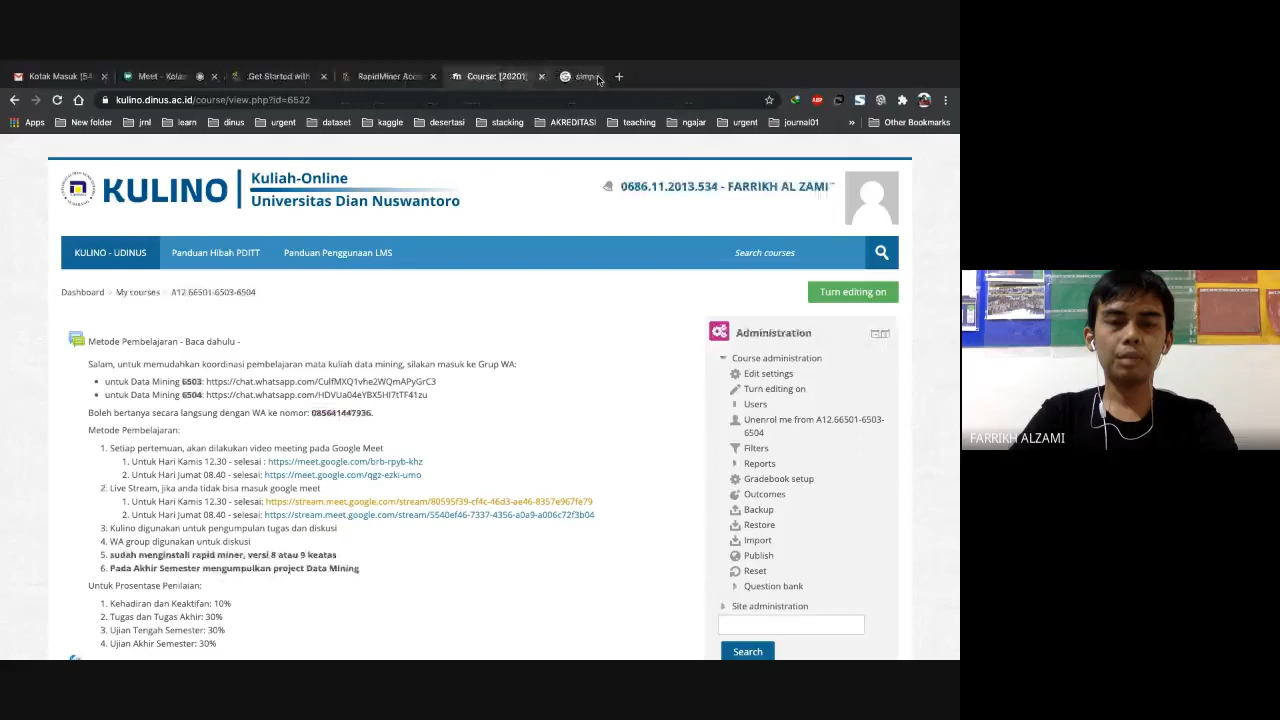 Kotak Masuk (54
Meet - Kolas
Get Started with
RapidMiner Acc
Course: [20201]
simp
kulino.dinus.ac.id/course/view.php?id=6522
Apps New folder jrnl learn dinus urgent dataset kaggle desertasi stacking AKREDITASI teaching ngajar urgent journal01 » Other Bookmarks
KULINO
Kuliah-Online
Universitas Dian Nuswantoro
0686.11.2013.534 - FARRIKH AL ZAMI
KULINO - UDINUS Panduan Hibah PDITT Panduan Penggunaan LMS Search courses
Dashboard My courses A12.66501-6503-6504
Turn editing on
Metode Pembelajaran - Baca dahulu -
Salam, untuk memudahkan koordinasi pembelajaran mata kuliah data mining, silakan masuk ke Grup WA:
• untuk Data Mining 6503: https://chat.whatsapp.com/CulfMXQ1vhe2WQmAPyGrC3
• untuk Data Mining 6504: https://chat.whatsapp.com/HDVUa04eYBX5HI7tTF41zu
Boleh bertanya secara langsung dengan WA ke nomor: 085641447936.
Metode Pembelajaran:
1. Setiap pertemuan, akan dilakukan video meeting pada Google Meet
1. Untuk Hari Kamis 12.30 - selesai : https://meet.google.com/brb-rpyb-khz
2. Untuk Hari Jumat 08.40 - selesai: https://meet.google.com/qgz-ezki-umo
2. Live Stream, jika anda tidak bisa masuk google meet
1. Untuk Hari Kamis 12.30 - selesai: https://stream.meet.google.com/stream/80595f39-cf4c-46d3-ae46-8357e967fe79
2. Untuk Hari Jumat 08.40 - selesai: https://stream.meet.google.com/stream/5540ef46-7337-4356-a0a9-a006c72f3b04
3. Kulino digunakan untuk pengumpulan tugas dan diskusi
4. WA group digunakan untuk diskusi
5. sudah menginstall rapid miner, versi 8 atau 9 keatas
6. Pada Akhir Semester mengumpulkan project Data Mining
Untuk Prosentase Penilaian:
1. Kehadiran dan Keaktifan: 10%
2. Tugas dan Tugas Akhir: 30%
3. Ujian Tengah Semester: 30%
4. Ujian Akhir Semester: 30%
Administration
Course administration
Edit settings
Turn editing on
Users
Unenrol me from A12.66501-6503-
6504
Filters
Reports
Gradebook setup
Outcomes
Backup
Restore
Import
Publish
Reset
Question bank
Site administration
Search
FARRIKH ALZAMI